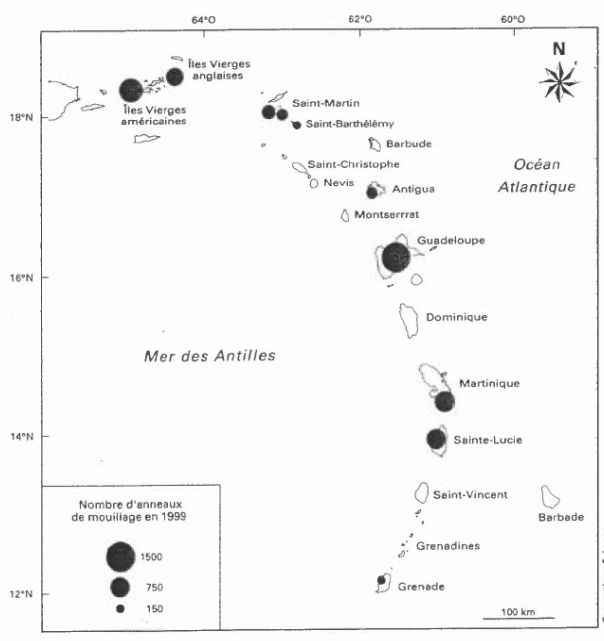 64°O 62°O 60°O
N
Îles Vierges
anglaises
Îles Vierges
américaines
Saint-Martin
18°N
Saint-Barthélémy
Barbude
Saint-Christophe
Océan
Atlantique
Nevis
Antigua
Montserrrat
Guadeloupe
16°N
Dominique
Mer des Antilles
Martinique
14°N
Sainte-Lucie
Saint-Vincent
Barbade
Nombre d'anneaux
de mouillage en 1999
1500
750
150
Grenadines
12°N
Grenade
100 km